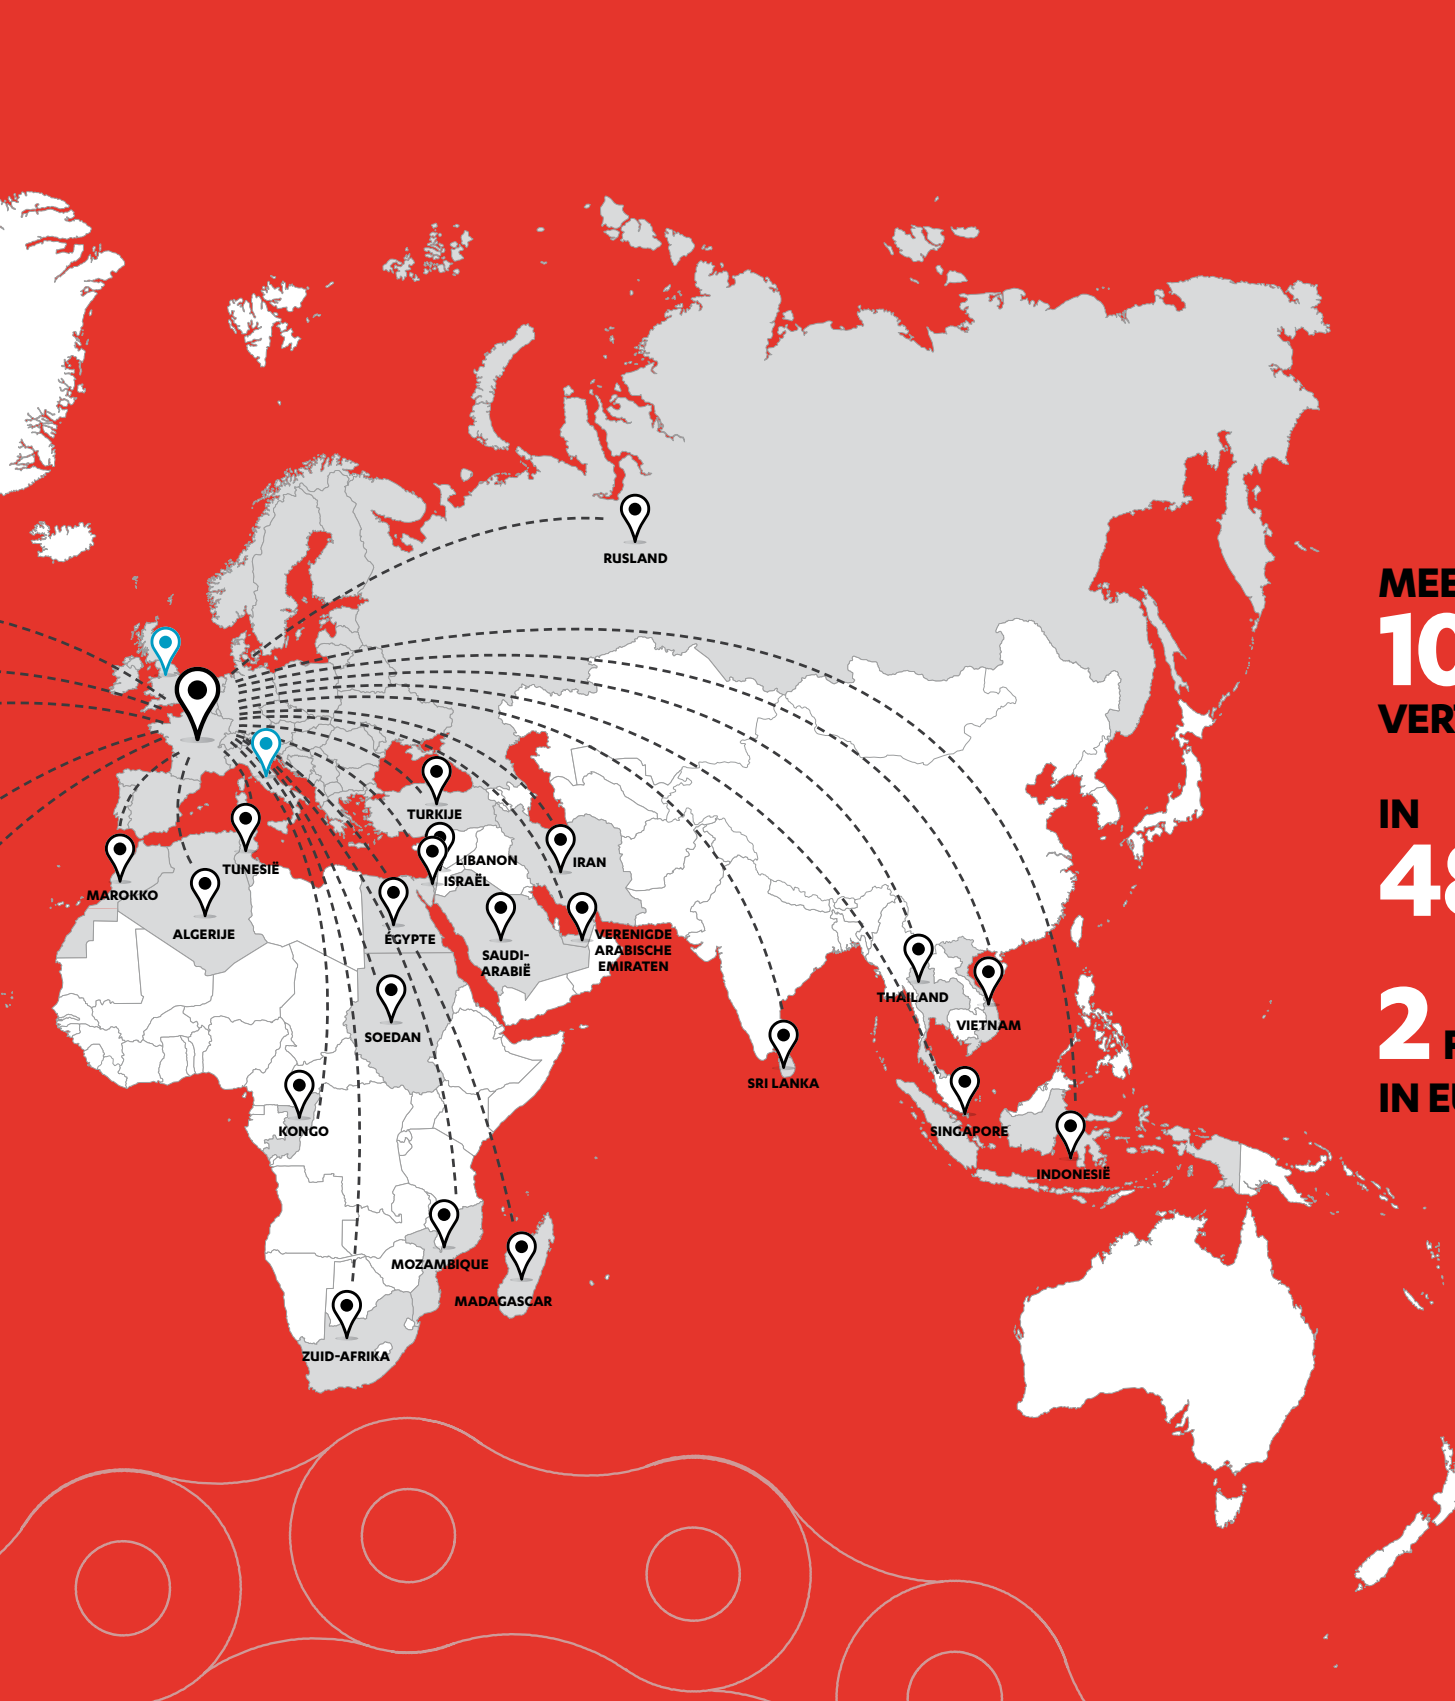 RUSLAND
TURKIJE
LIBANON
ISRAËL
IRAN
TUNESIË
MAROKKO
ALGERIJE
EGYPTE
SAUDI-
ARABIË
VERENIGDE
ARABISCHE
EMIRATEN
SOEDAN
THAILAND
VIETNAM
SRI LANKA
KONGO
SINGAPORE
INDONESIË
MOZAMBIQUE
MADAGASCAR
ZUID-AFRIKA
MEE
10
VER
IN
48
2
IN EU